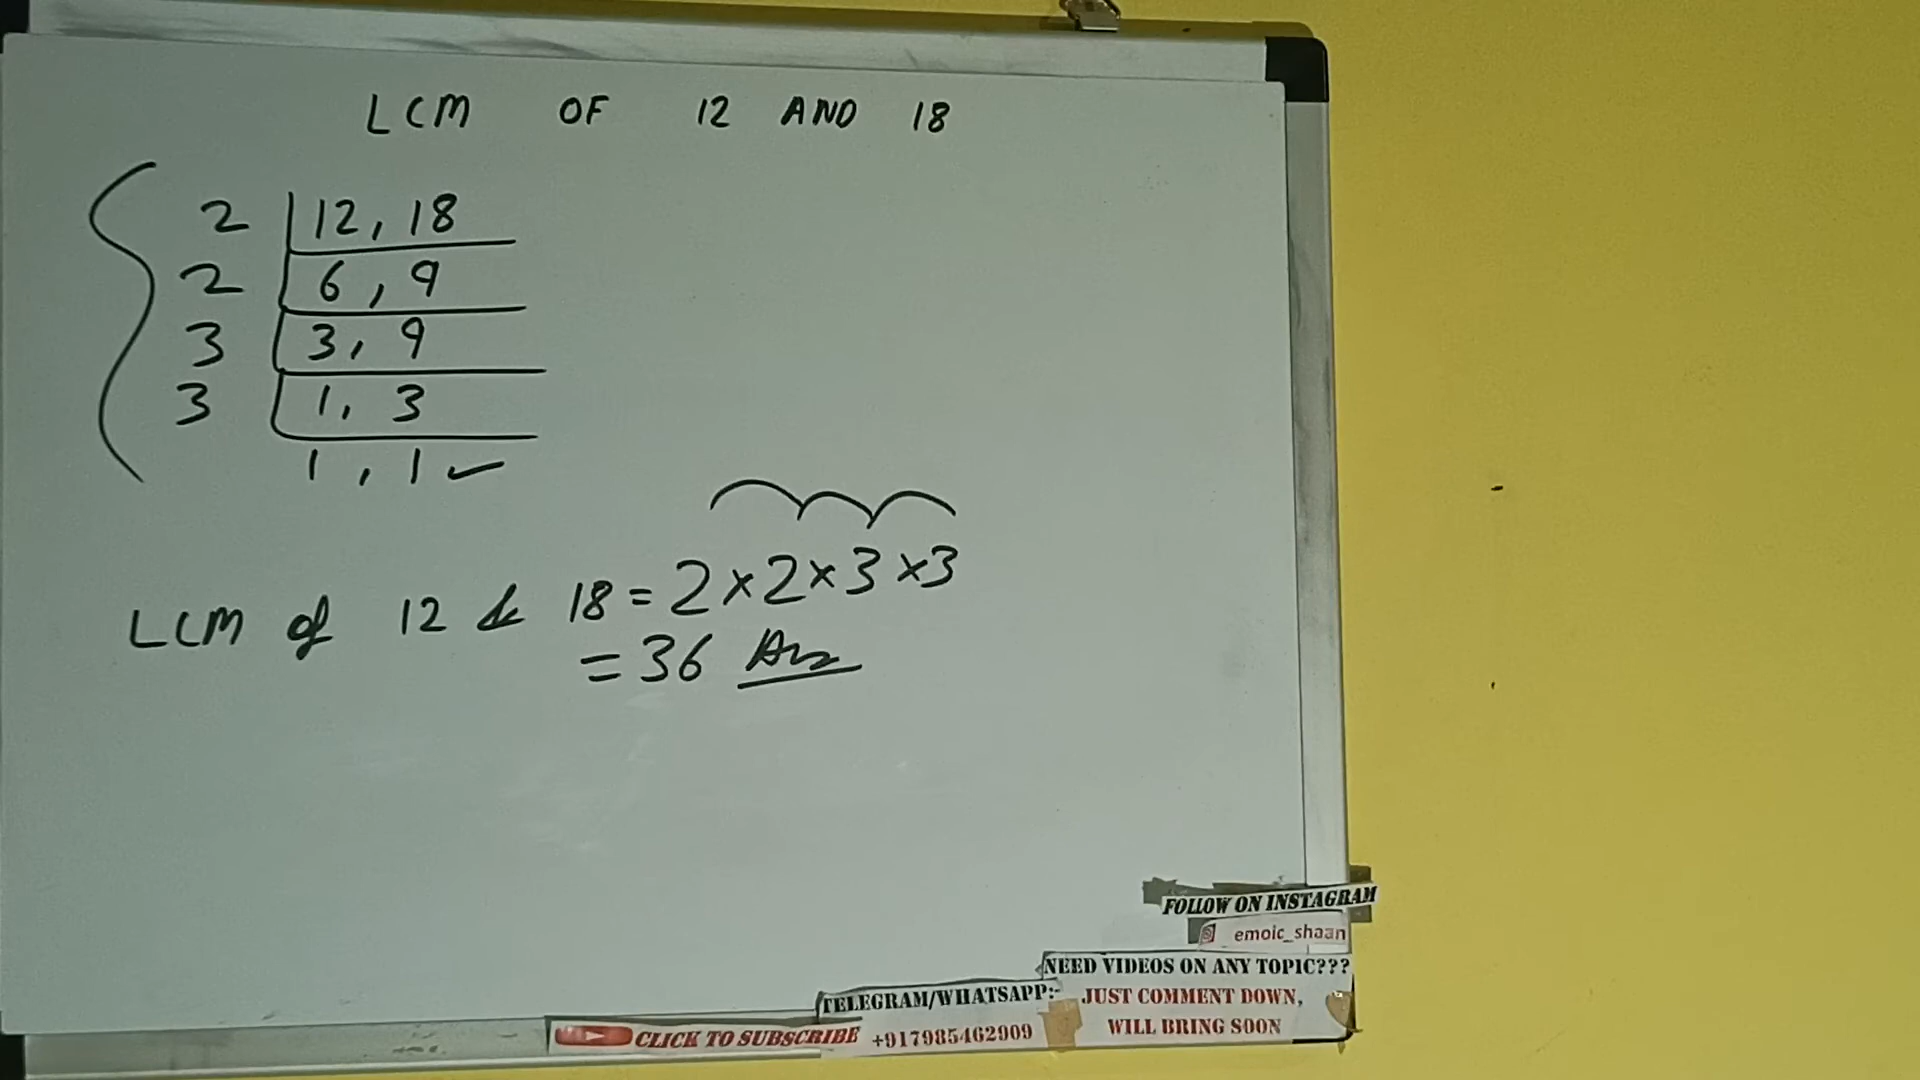 LCM OF 12 AND 18
2 | 12, 18
2 | 6, 9
3 | 3, 9
3 | 1, 3
1, 1 ✓
LCM of 12 & 18 = 2×2×3×3
= 36 Ans
FOLLOW ON INSTAGRAM
emoic_shaan
NEED VIDEOS ON ANY TOPIC???
JUST COMMENT DOWN,
WILL BRING SOON
TELEGRAM/WHATSAPP:-
+917985462909
CLICK TO SUBSCRIBE